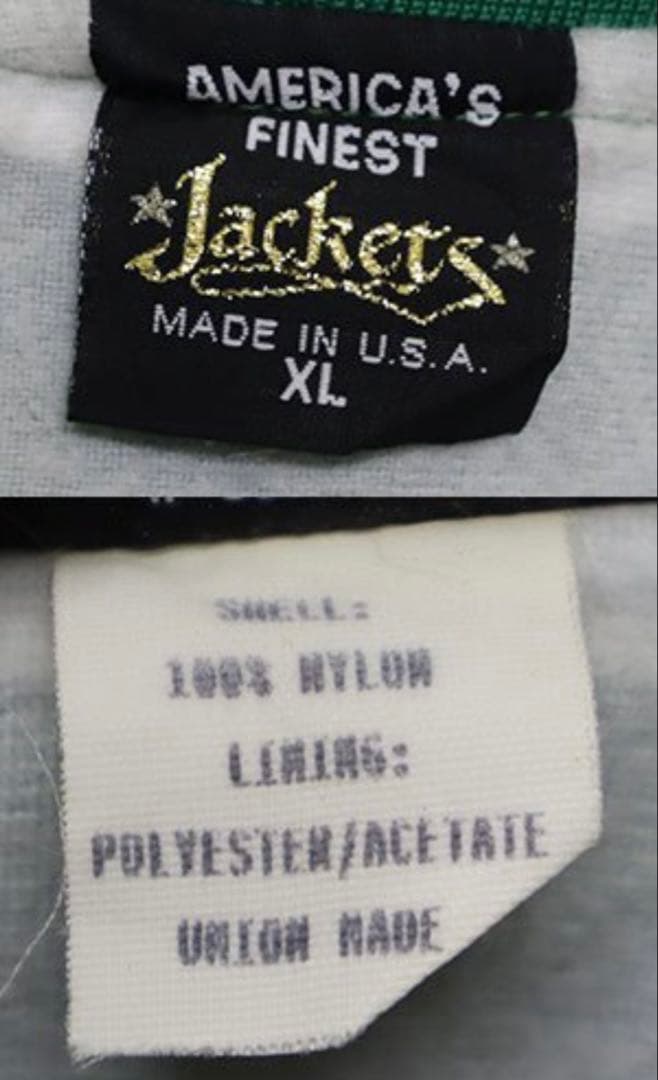 AMERICA'S
FINEST
Jackets
MADE IN U.S.A.
XL
SHELL:
100% NYLON
LINING:
POLYESTER/ACETATE
UNION MADE